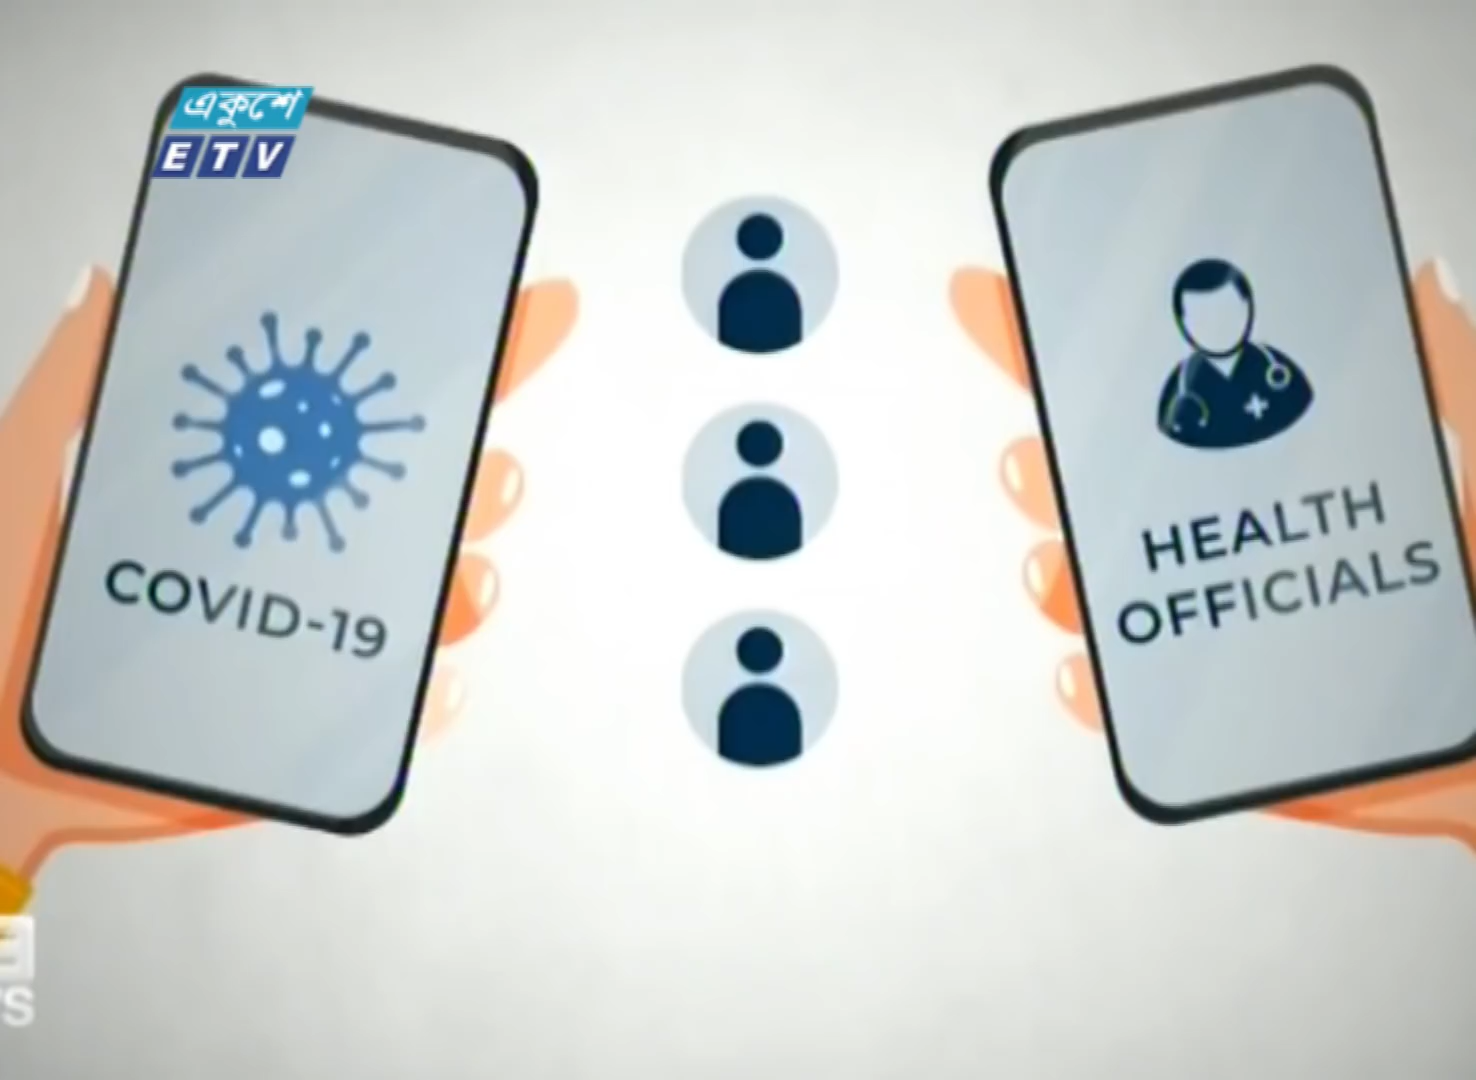 একুশে
ETV
COVID-19
HEALTH
OFFICIALS